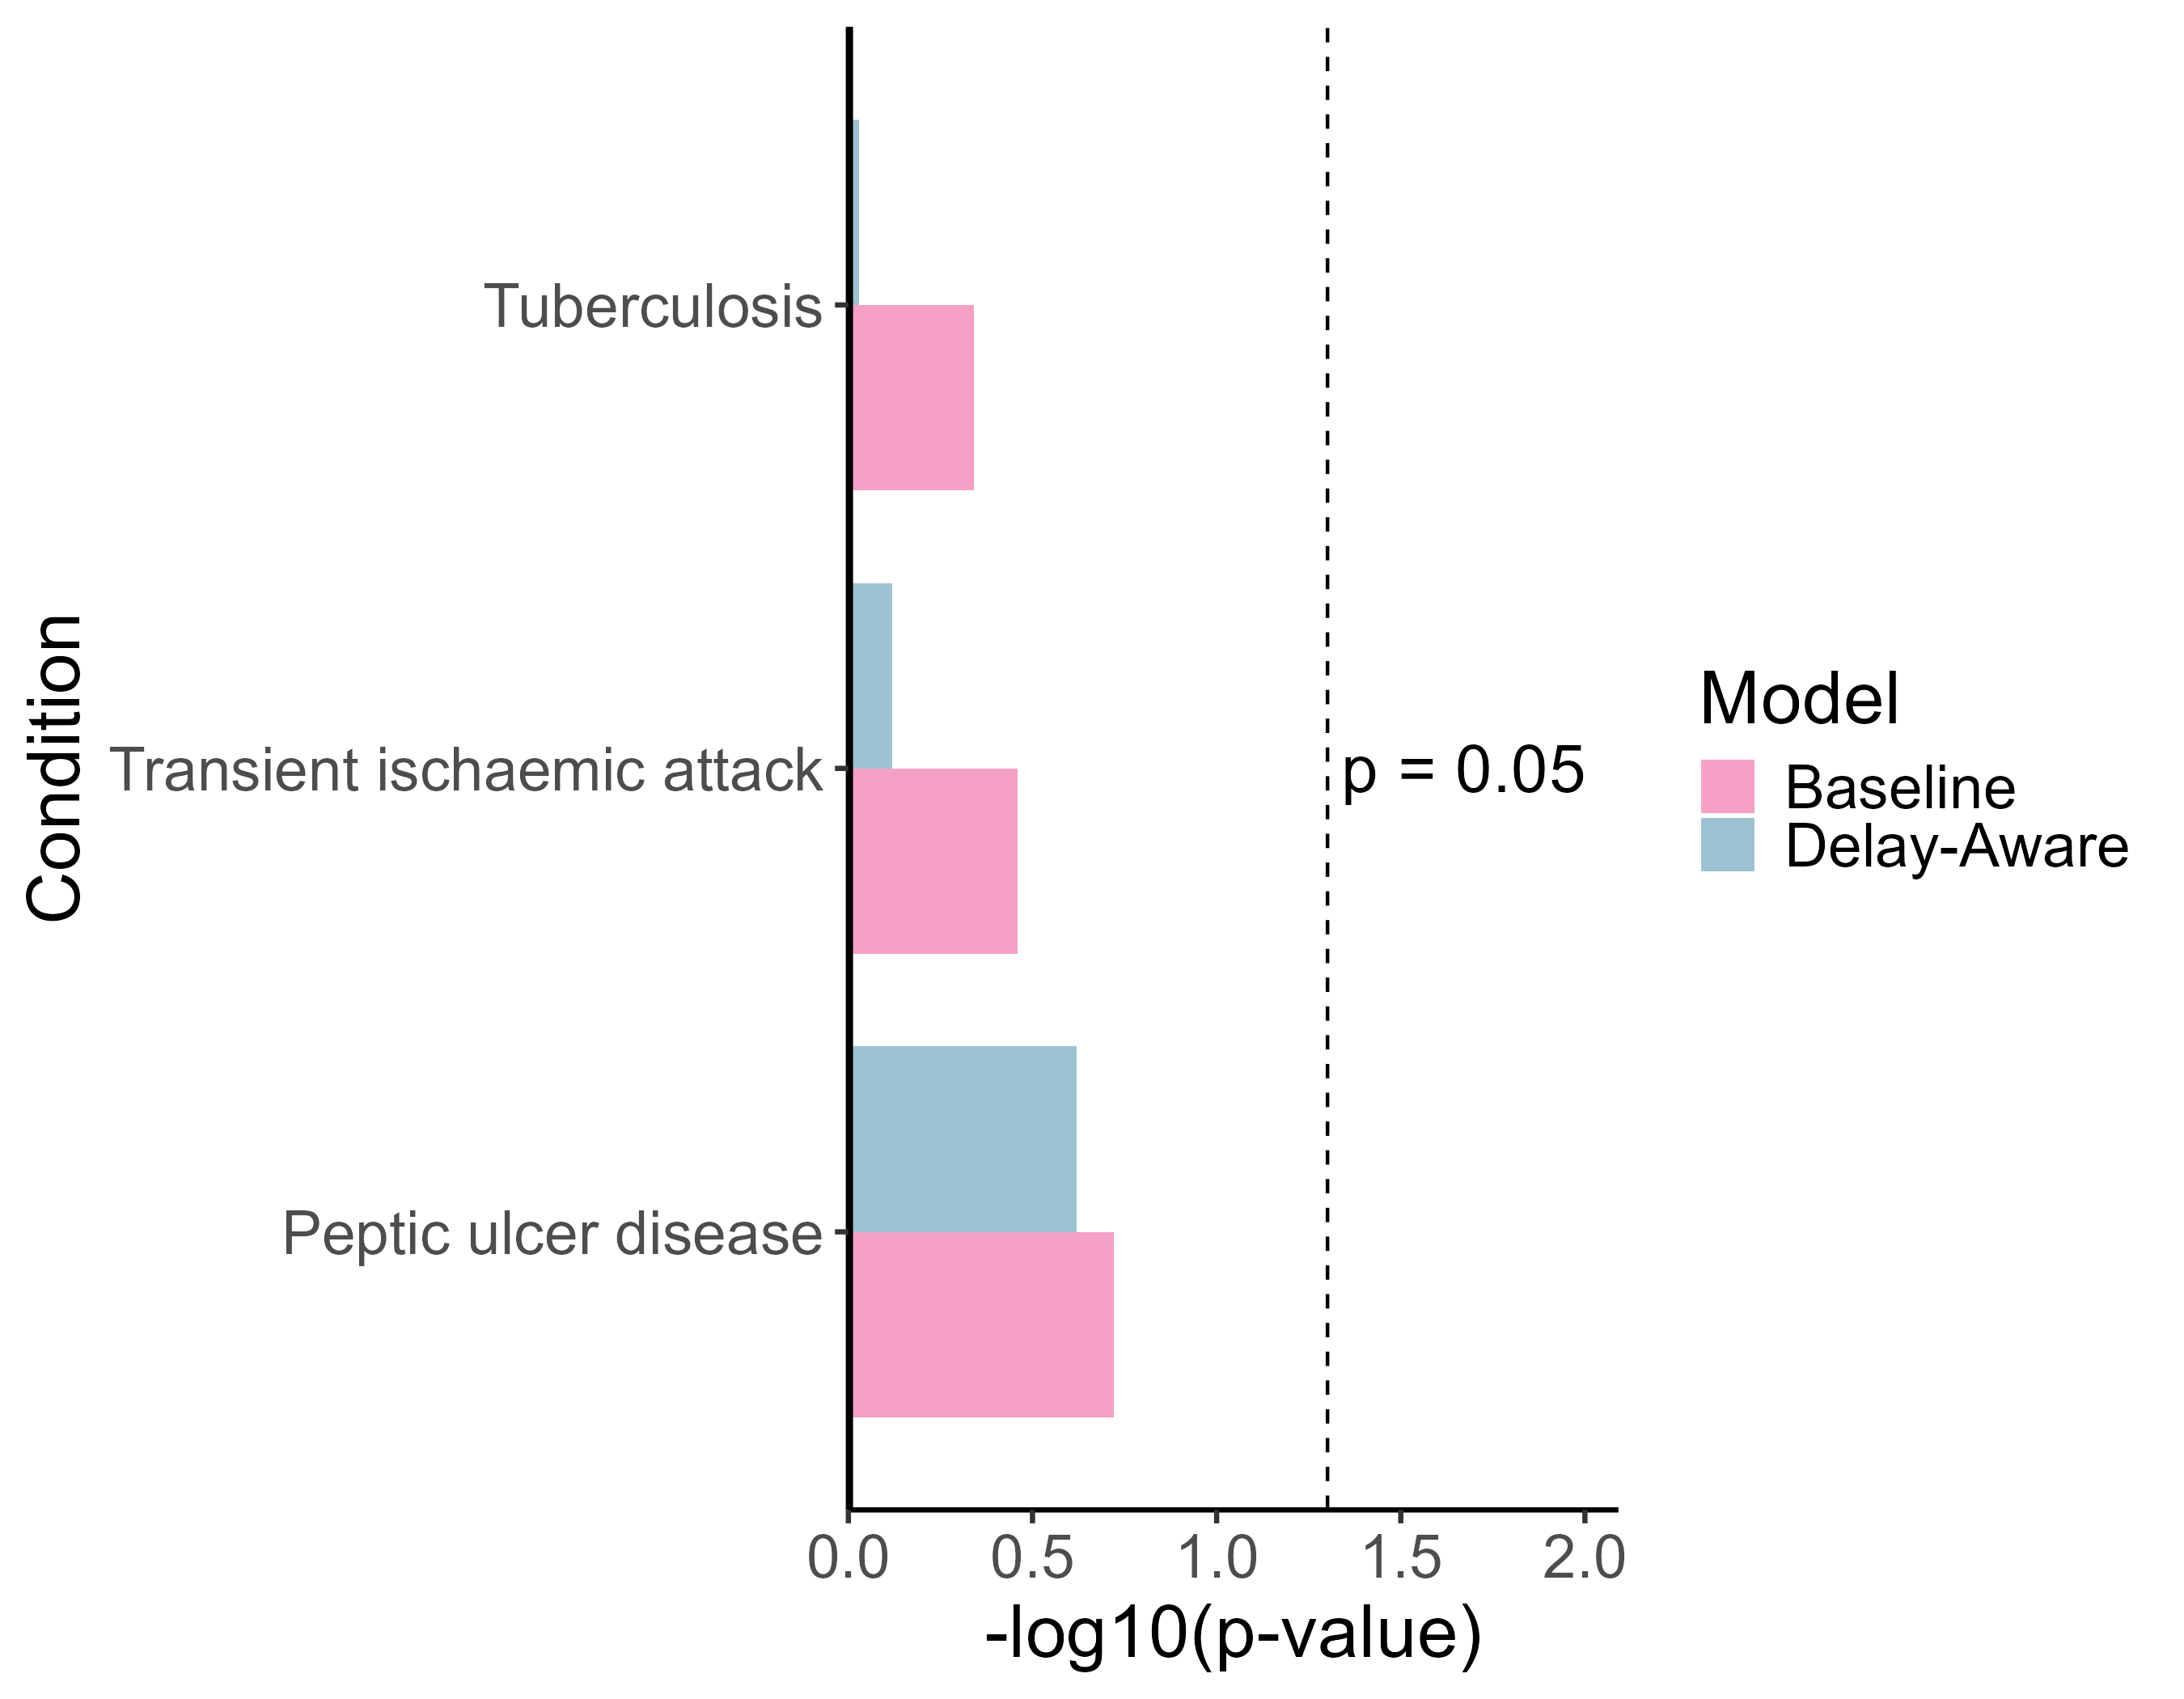 Condition
Tuberculosis
Transient ischaemic attack
Peptic ulcer disease
p = 0.05
0.0 0.5 1.0 1.5 2.0
-log10(p-value)
Model
Baseline
Delay-Aware